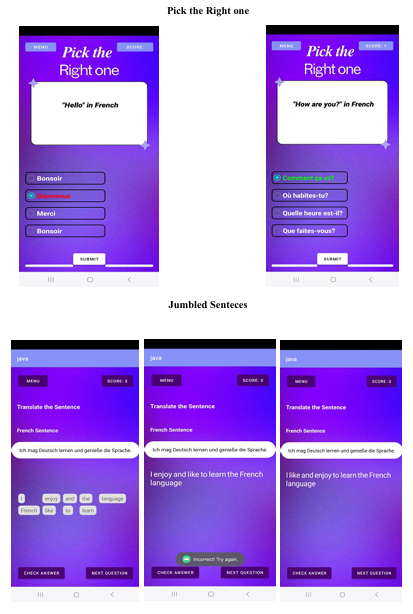 Pick the Right one
MENU
SCORE:
Pick the
Right one
"Hello" in French
Bonsoir
Bienvenue
Merci
Bonsoir
SUBMIT
MENU
SCORE: 1
Pick the
Right one
"How are you?" in French
Comment ça va?
Où habites-tu?
Quelle heure est-il?
Que faites-vous?
SUBMIT
Jumbled Senteces
java
MENU
SCORE: 0
Translate the Sentence
French Sentence
Ich mag Deutsch lernen und genieße die Sprache.
I enjoy and the language
French like to learn
CHECK ANSWER
NEXT QUESTION
java
MENU
SCORE: 0
Translate the Sentence
French Sentence
Ich mag Deutsch lernen und genieße die Sprache.
I enjoy and like to learn the French
language
Incorrect! Try again.
CHECK ANSWER
NEXT QUESTION
java
MENU
SCORE: 0
Translate the Sentence
French Sentence
Ich mag Deutsch lernen und genieße die Sprache.
I like and enjoy to learn the French
language
CHECK ANSWER
NEXT QUESTION